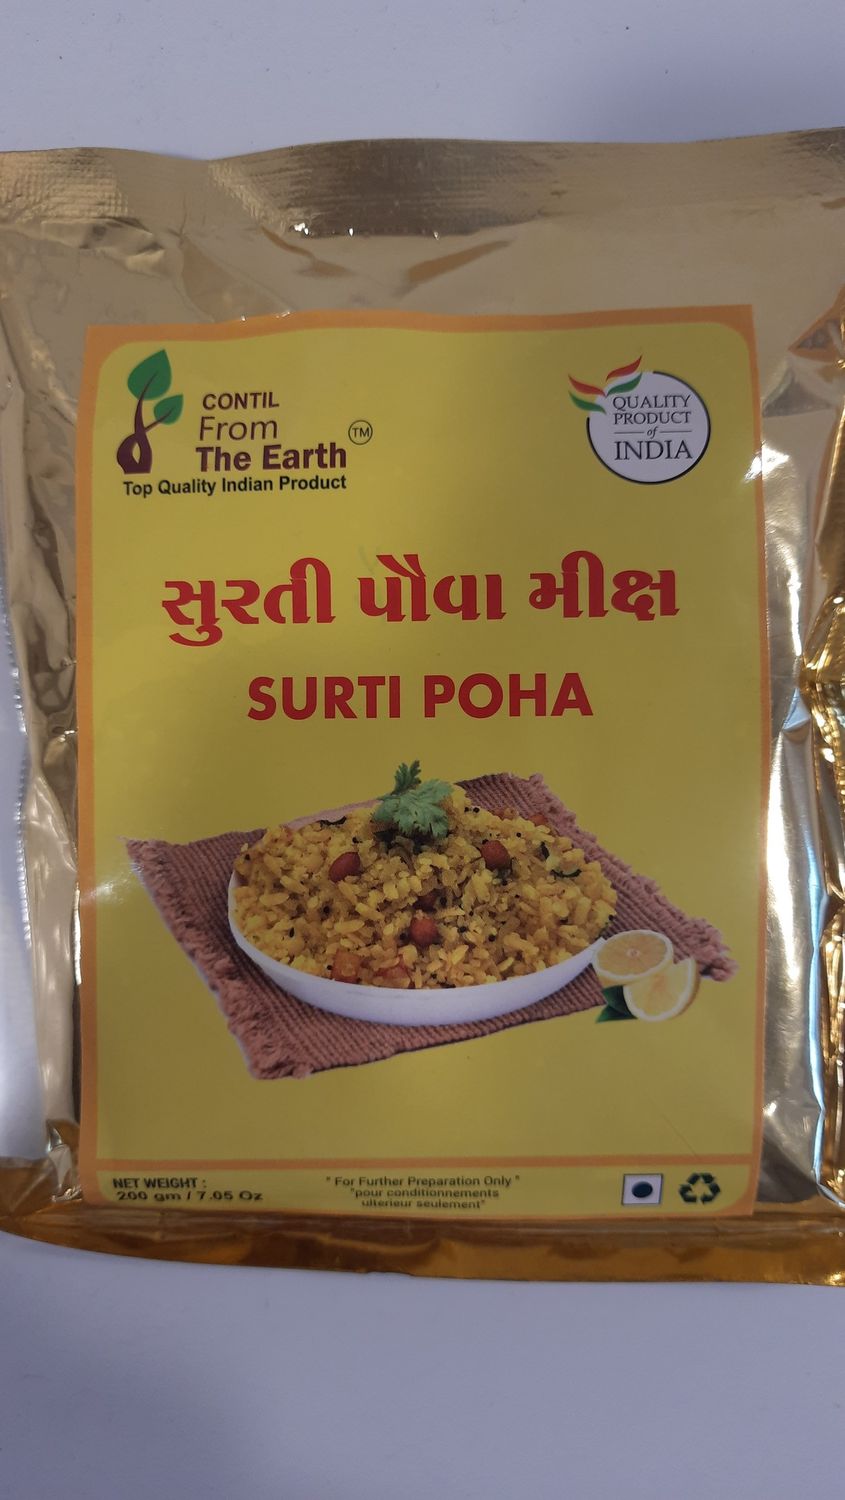 CONTIL
From
The Earth
TM
Top Quality Indian Product
QUALITY
PRODUCT
of
INDIA
સુરતી પૌવા મીક્ષ
SURTI POHA
NET WEIGHT :
200 gm / 7.05 Oz
" For Further Preparation Only "
"pour conditionnements
ulterieur seulement"